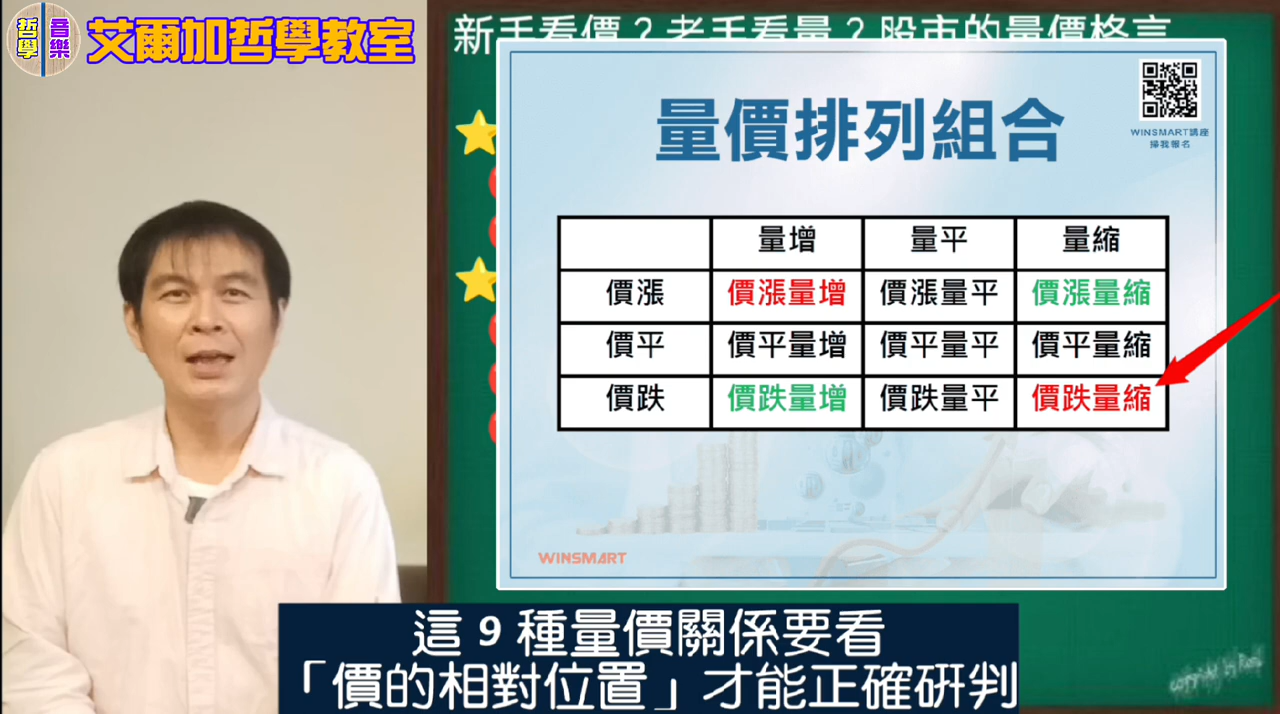 哲學 音樂
艾爾加哲學教室
新手看價？老手看量？股市的量價格言
量價排列組合
WINSMART講座
掃我報名
量增 量平 量縮
價漲 價漲量增 價漲量平 價漲量縮
價平 價平量增 價平量平 價平量縮
價跌 價跌量增 價跌量平 價跌量縮
WINSMART
這 9 種量價關係要看
「價的相對位置」才能正確研判
copyright by